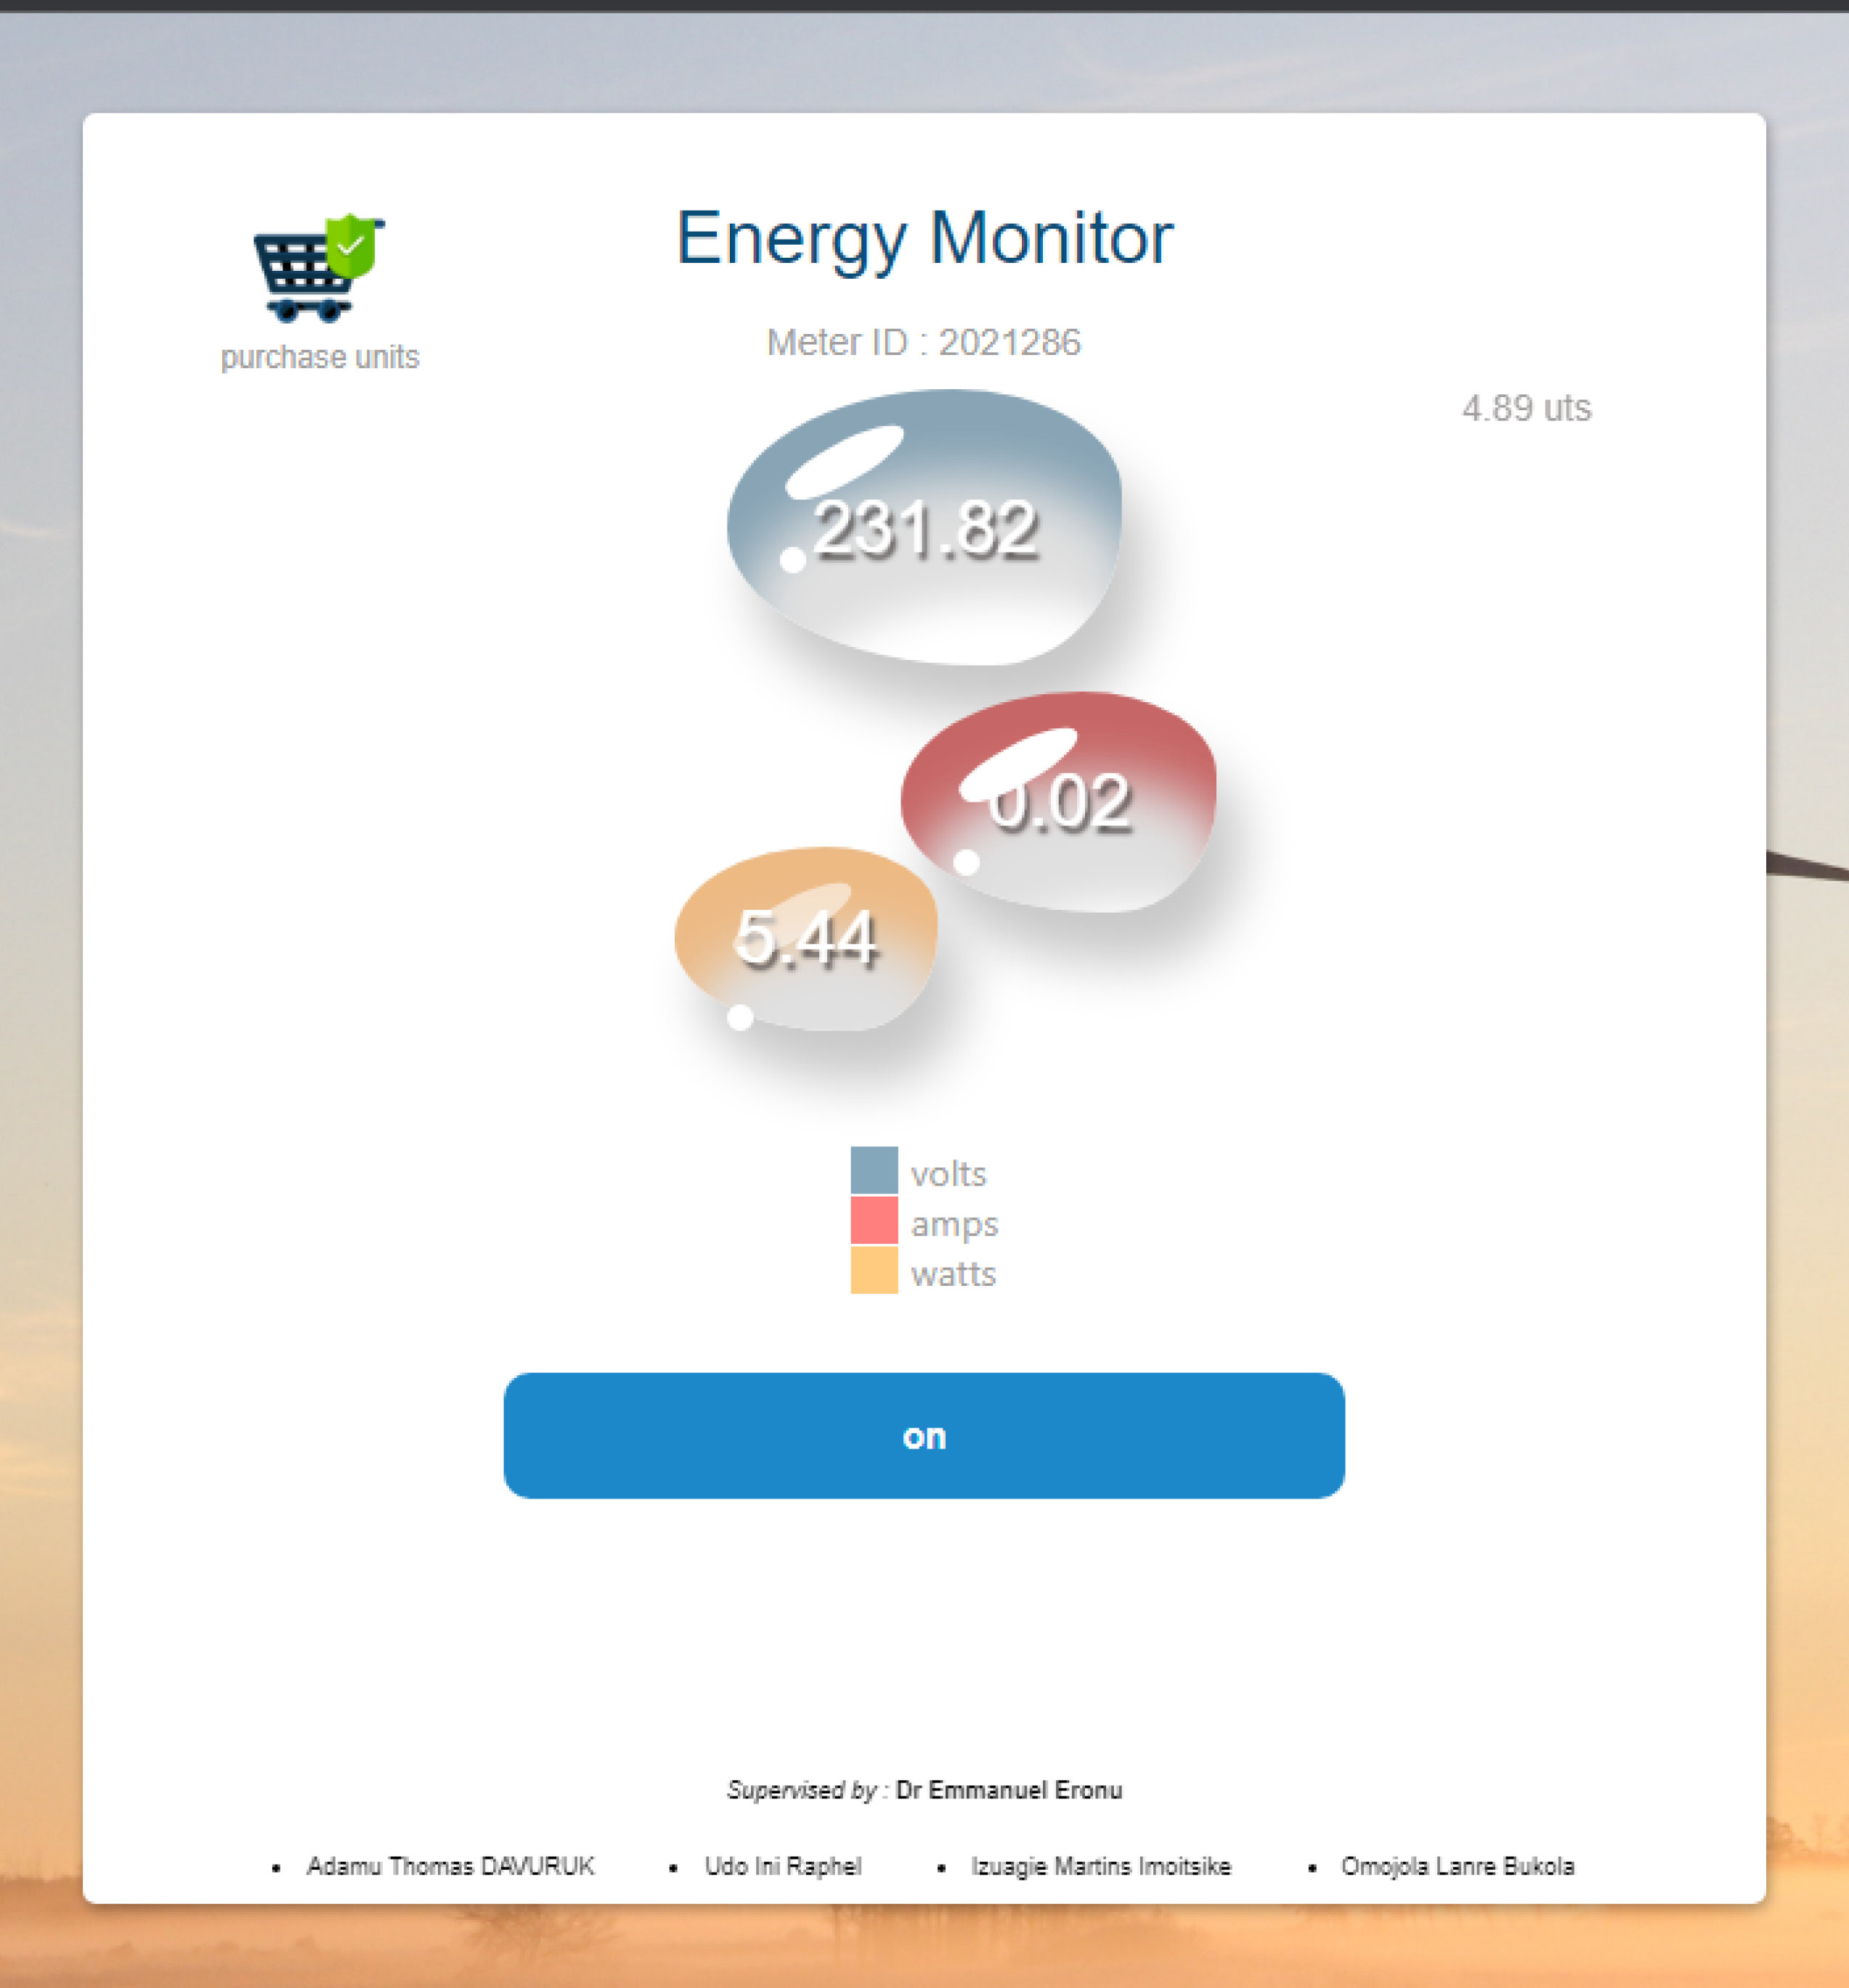 Energy Monitor
purchase units
Meter ID : 2021286
4.89 uts
231.82
0.02
5.44
volts
amps
watts
on
Supervised by : Dr Emmanuel Eronu
• Adamu Thomas DAVURUK • Udo Ini Raphel • Izuagie Martins Imoitsike • Omojola Lanre Bukola